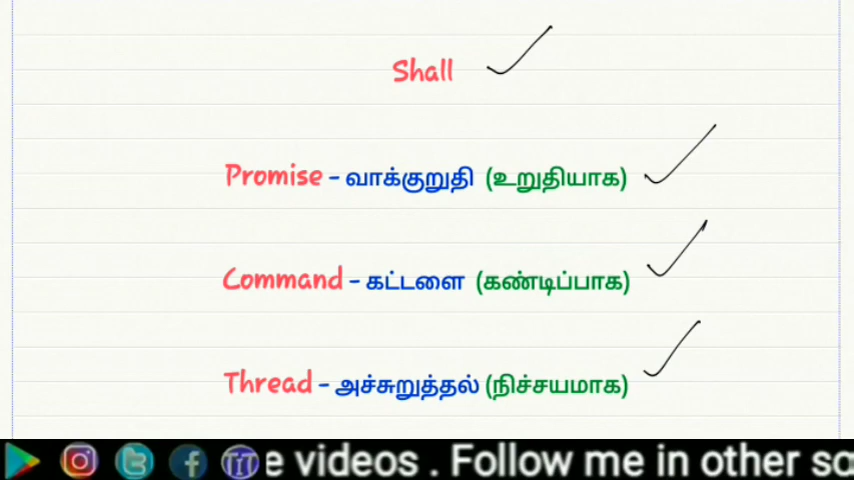 Shall
Promise - வாக்குறுதி (உறுதியாக)
Command - கட்டளை (கண்டிப்பாக)
Thread - அச்சுறுத்தல் (நிச்சயமாக)
e videos . Follow me in other so